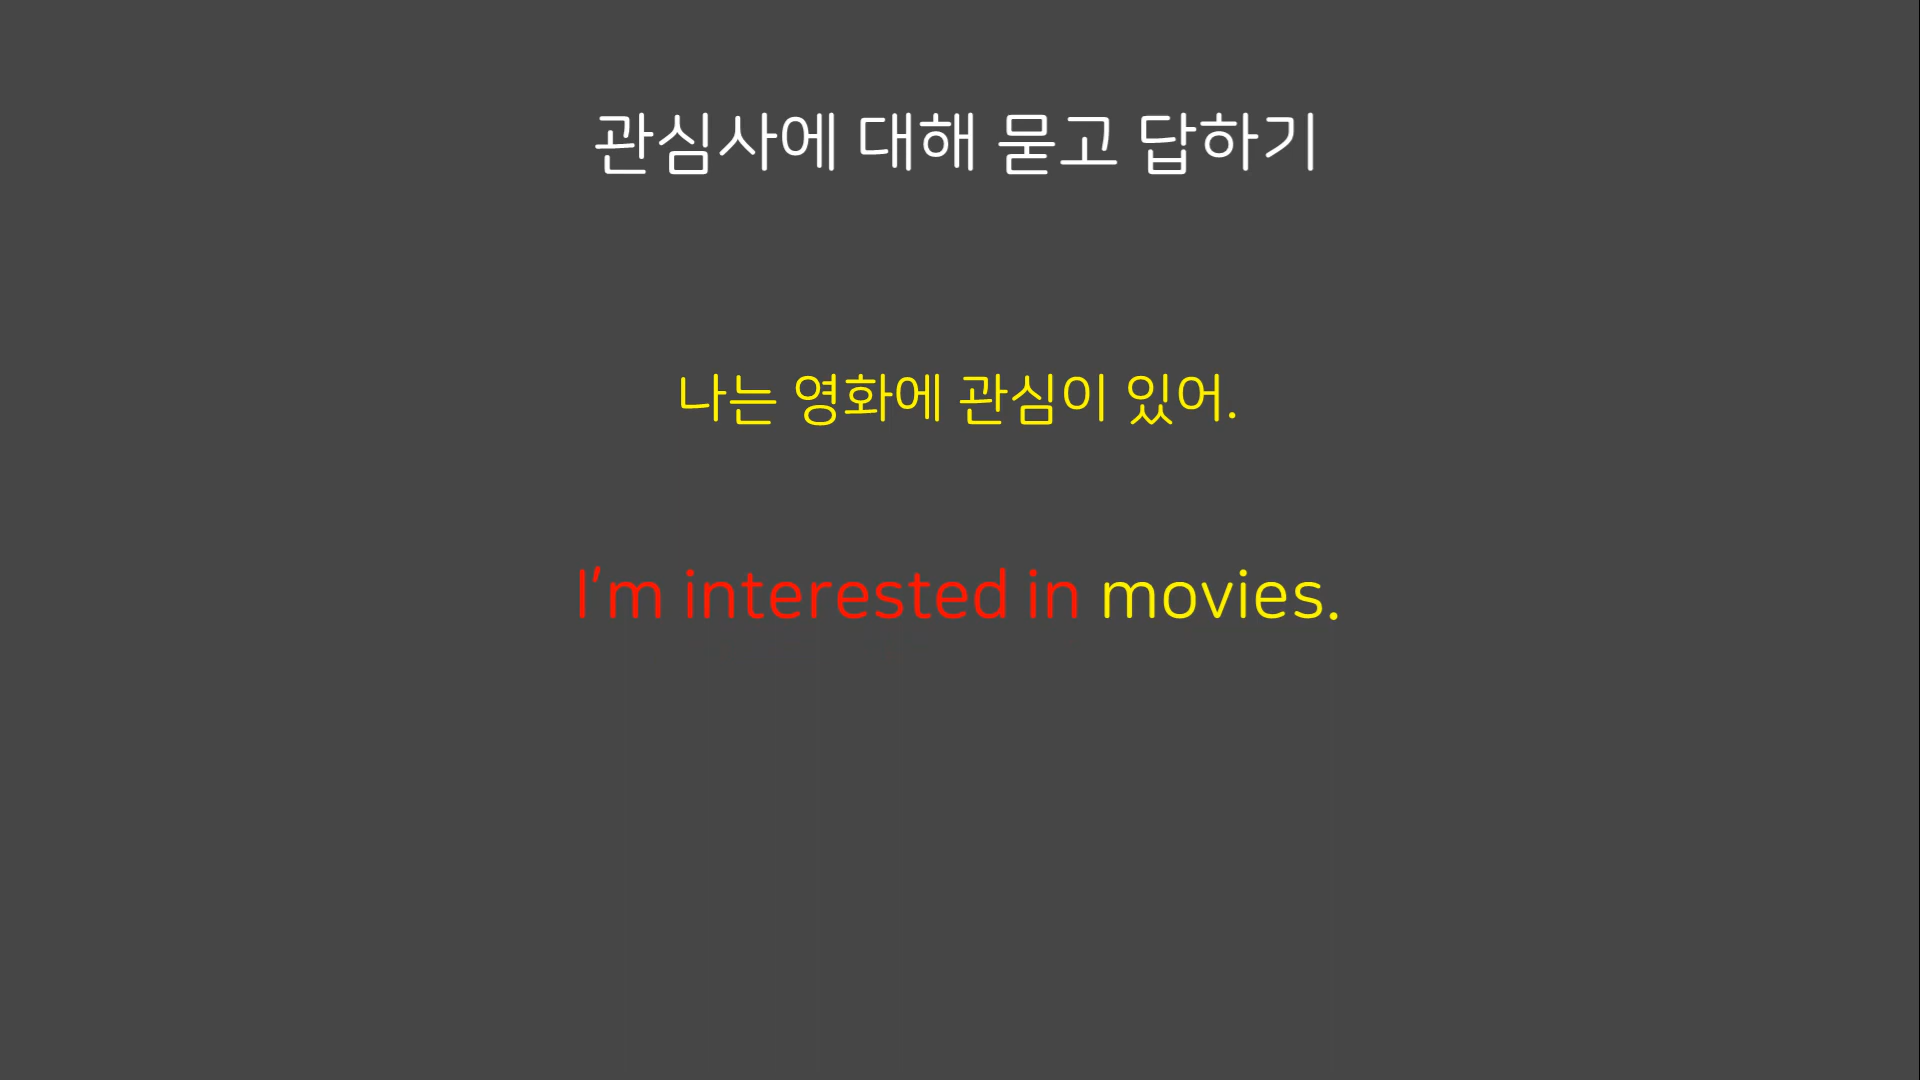 관심사에 대해 묻고 답하기
나는 영화에 관심이 있어.
I'm interested in movies.